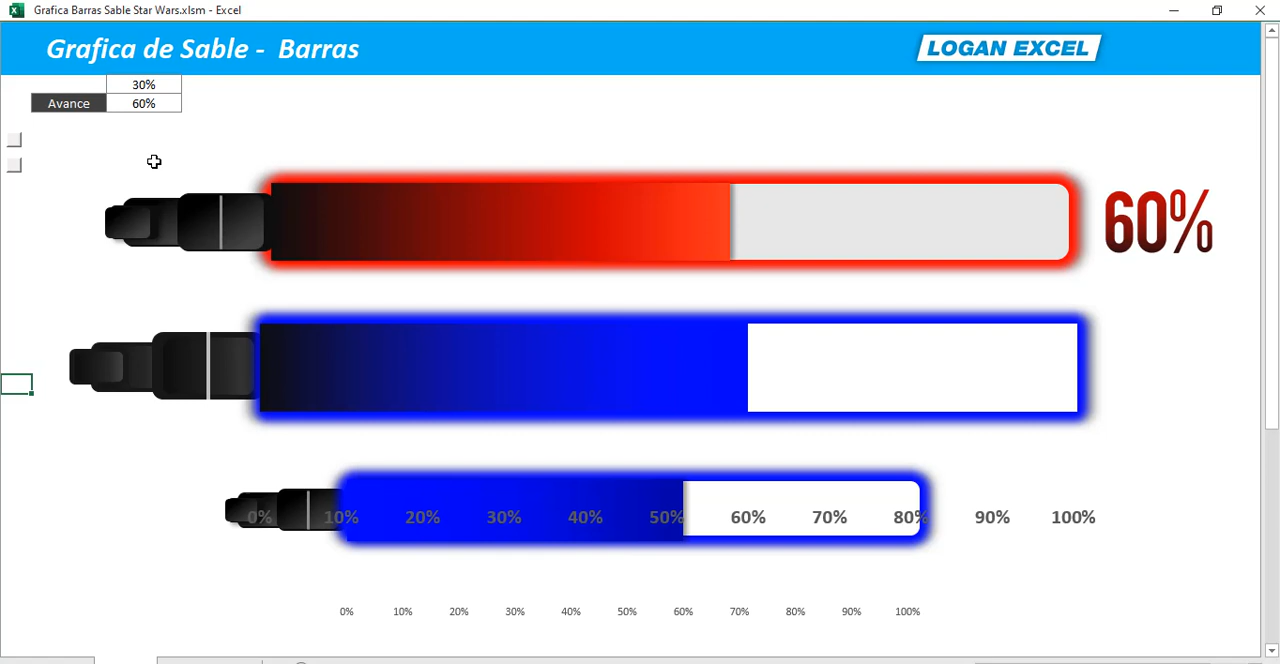 Grafica Barras Sable Star Wars.xlsm - Excel
Grafica de Sable - Barras
LOGAN EXCEL
30%
Avance 60%
60%
0% 10% 20% 30% 40% 50% 60% 70% 80% 90% 100%
0% 10% 20% 30% 40% 50% 60% 70% 80% 90% 100%